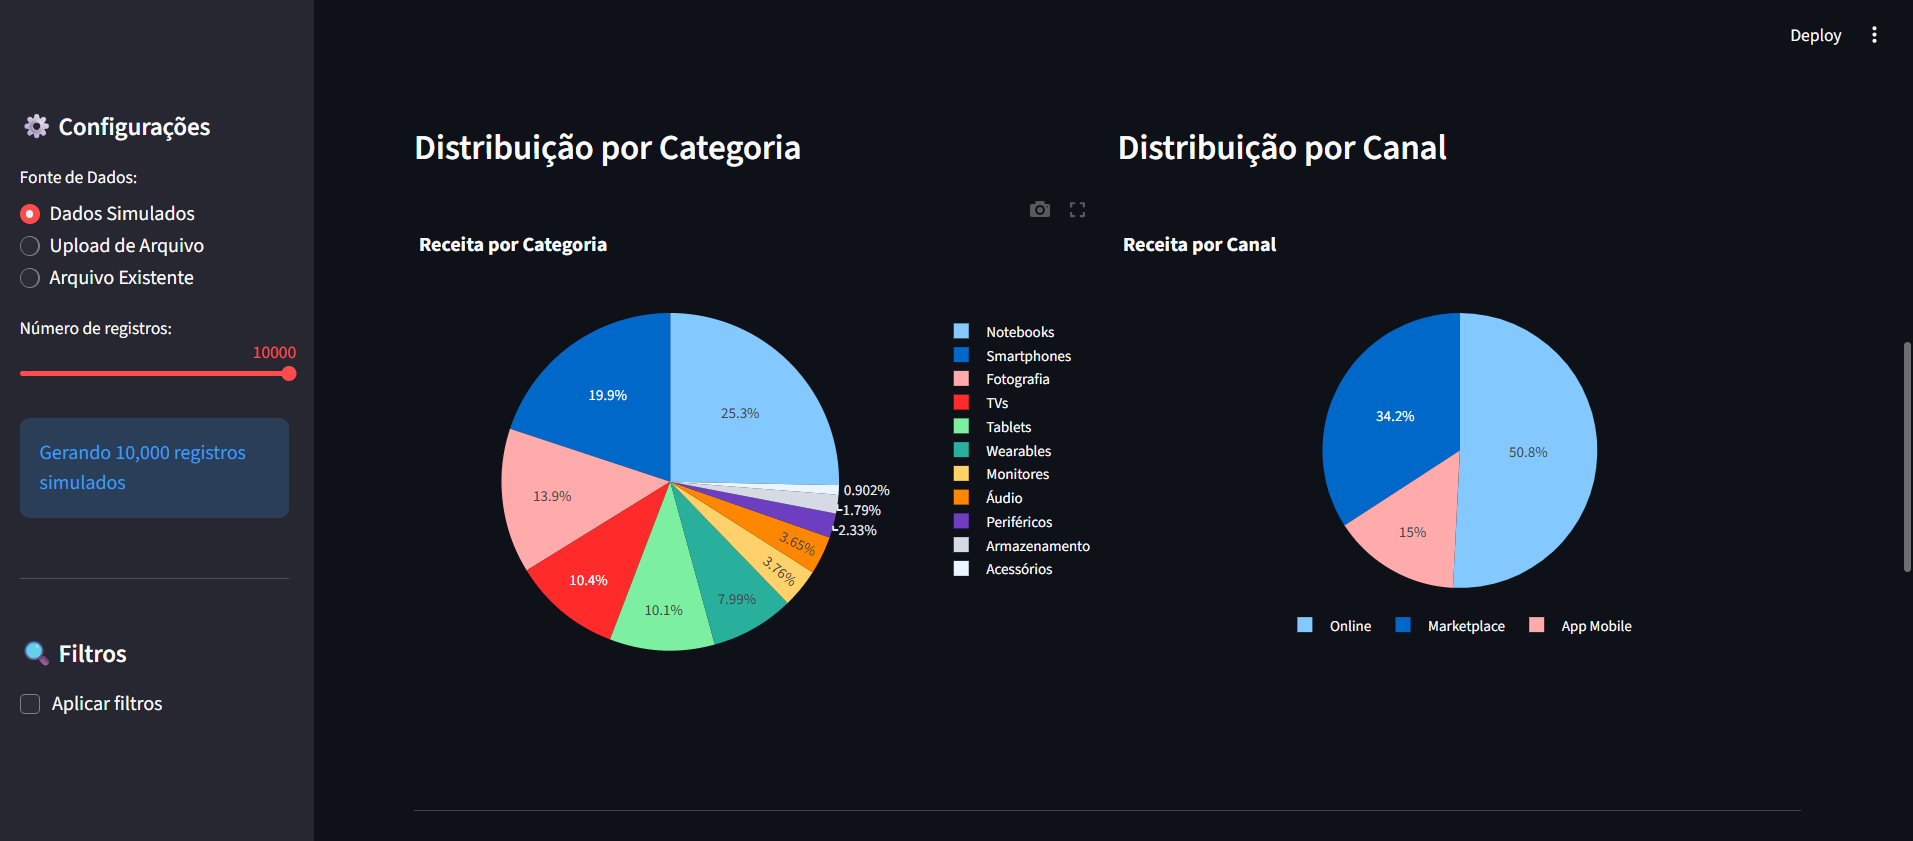 Deploy
Configurações
Fonte de Dados:
Dados Simulados
Upload de Arquivo
Arquivo Existente
Número de registros:
10000
Gerando 10,000 registros
simulados
Filtros
Aplicar filtros
Distribuição por Categoria
Receita por Categoria
25.3%
19.9%
13.9%
10.4%
10.1%
7.99%
3.76%
3.65%
2.33%
1.79%
0.902%
Notebooks
Smartphones
Fotografia
TVs
Tablets
Wearables
Monitores
Áudio
Periféricos
Armazenamento
Acessórios
Distribuição por Canal
Receita por Canal
34.2%
50.8%
15%
Online
Marketplace
App Mobile